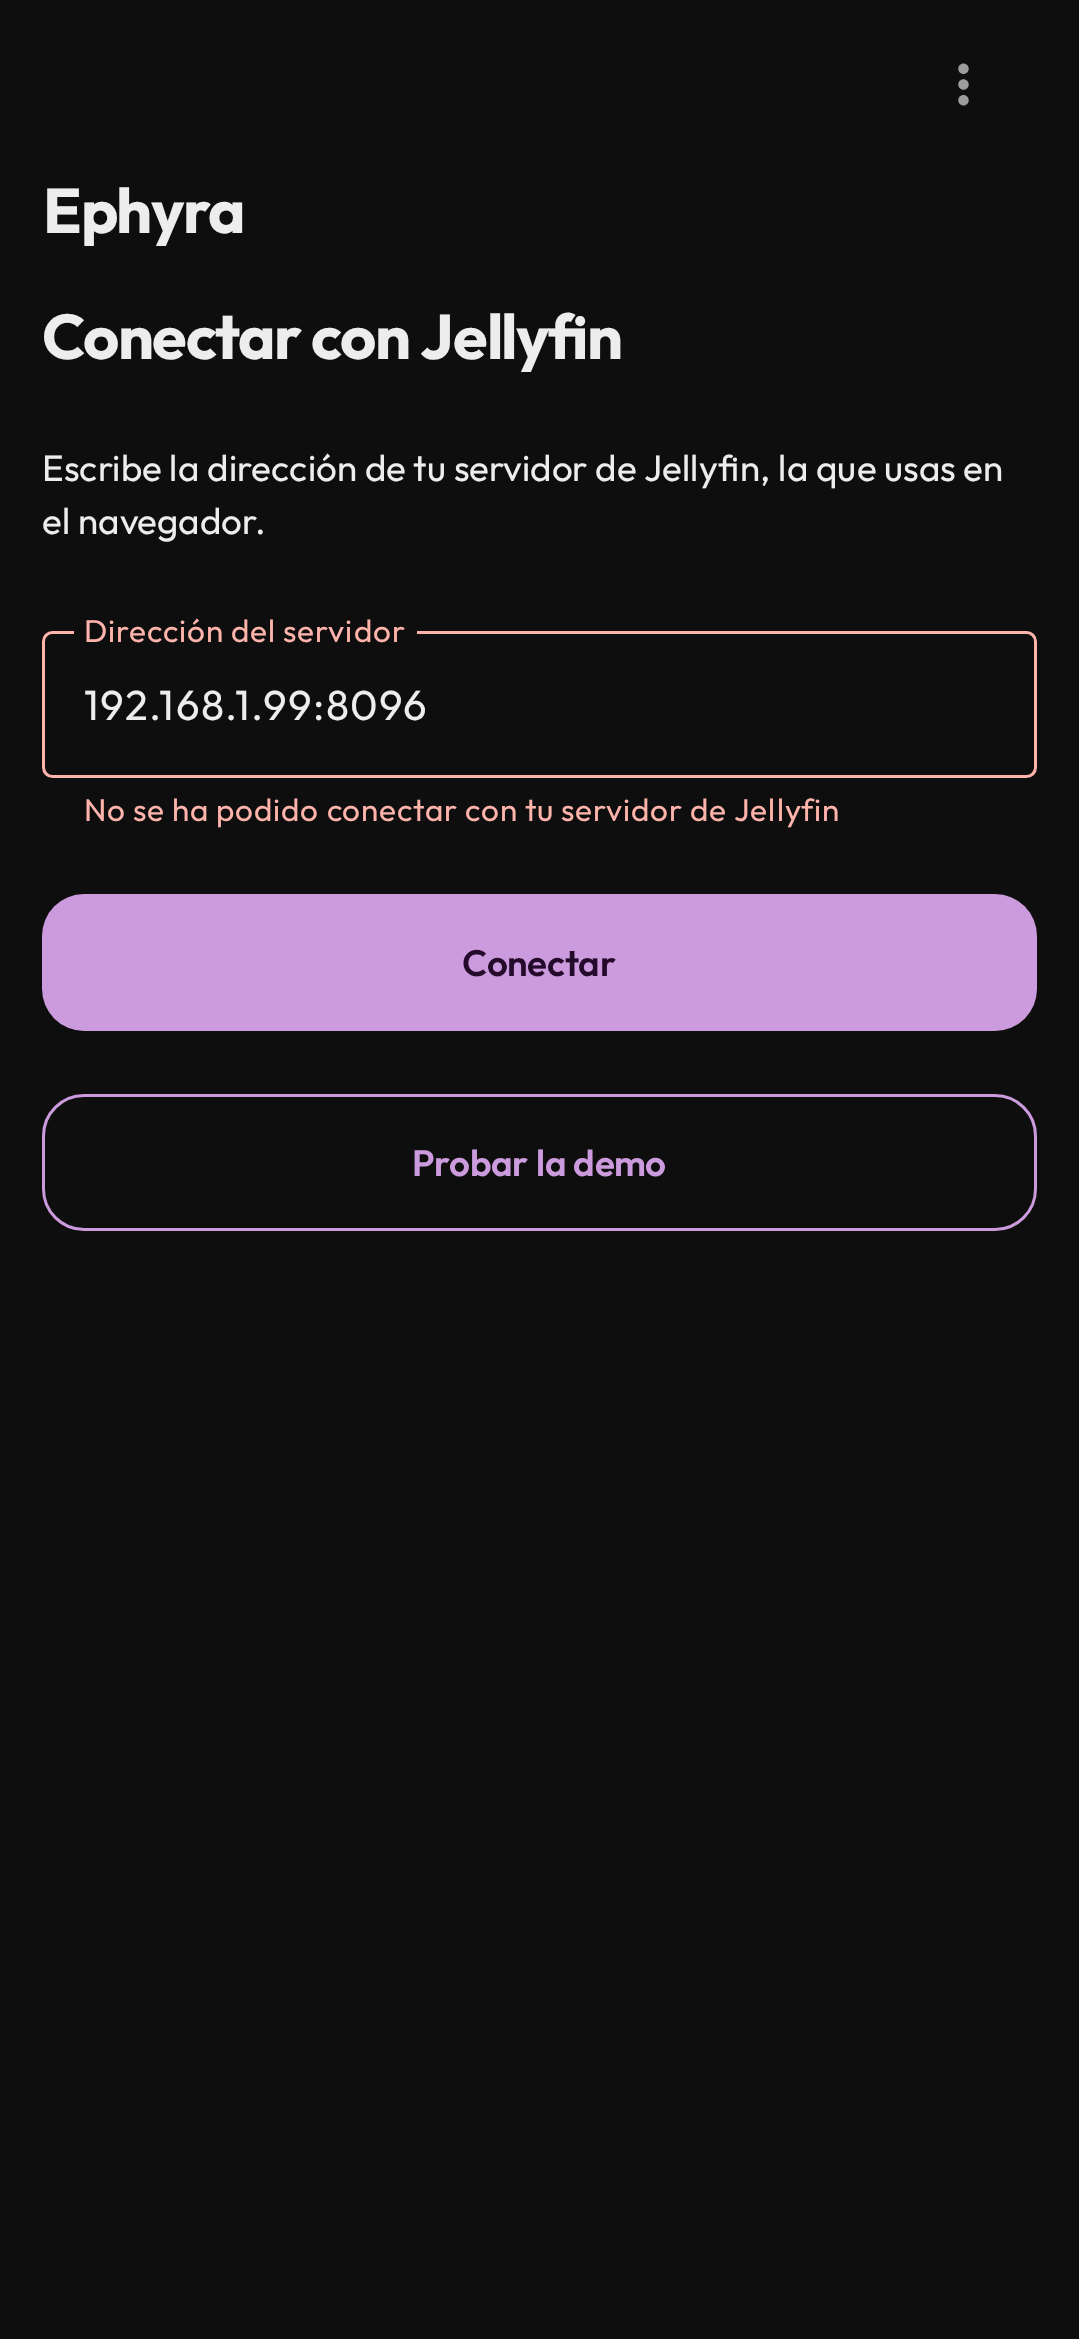 Ephyra
Conectar con Jellyfin
Escribe la dirección de tu servidor de Jellyfin, la que usas en
el navegador.
Dirección del servidor
192.168.1.99:8096
No se ha podido conectar con tu servidor de Jellyfin
Conectar
Probar la demo